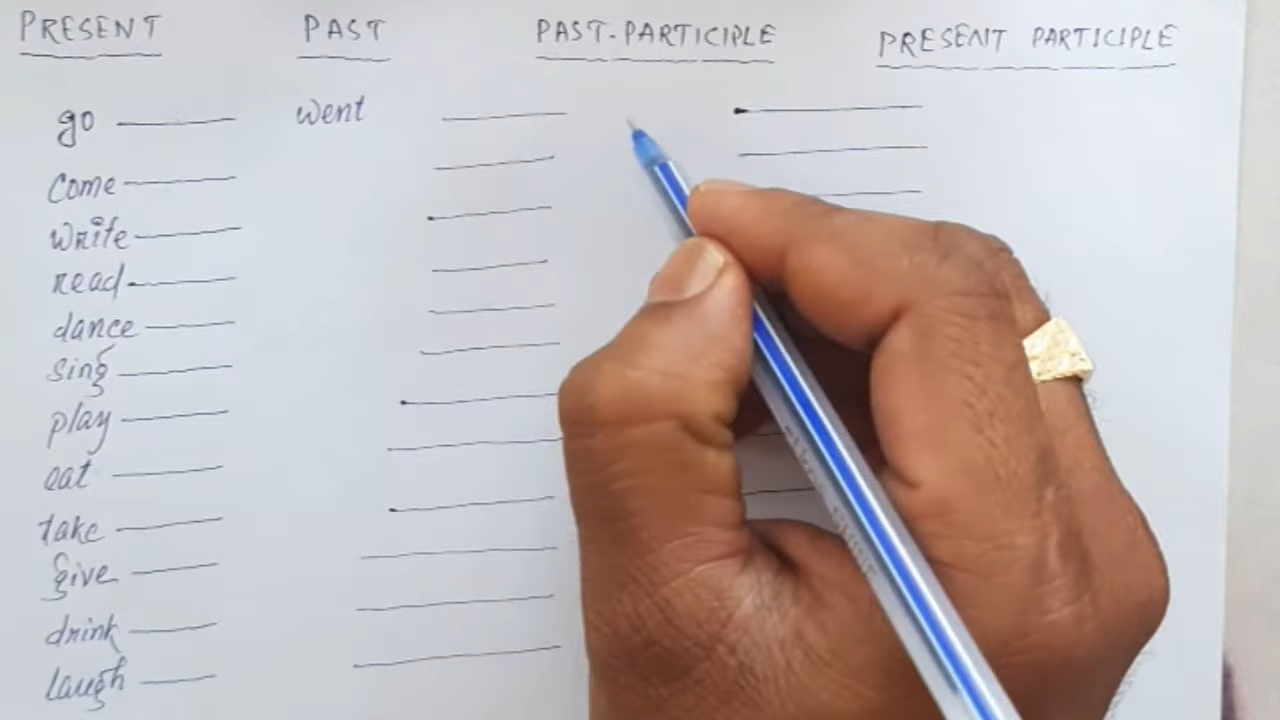 PRESENT PAST PAST-PARTICIPLE PRESENT PARTICIPLE
go went
Come
Write
read
dance
sing
play
eat
take
give
drink
laugh